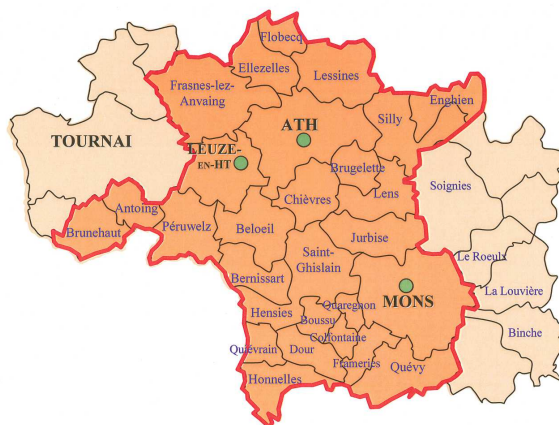 Flobecq
Ellezelles
Lessines
Frasnes-lez-
Anvaing
Enghien
Silly
ATH
TOURNAI
LEUZE-
EN-HT
Brugelette
Soignies
Chièvres
Lens
Antoing
Brunehaut
Péruwelz
Beloeil
Jurbise
Saint-
Ghislain
Le Roeulx
Bernissart
La Louvière
MONS
Hensies
Quaregnon
Boussu
Colfontaine
Binche
Quiévrain
Dour
Frameries
Quévy
Honnelles